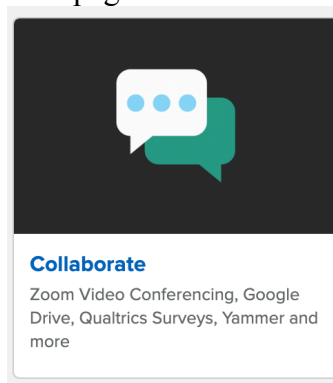 Collaborate
Zoom Video Conferencing, Google
Drive, Qualtrics Surveys, Yammer and
more